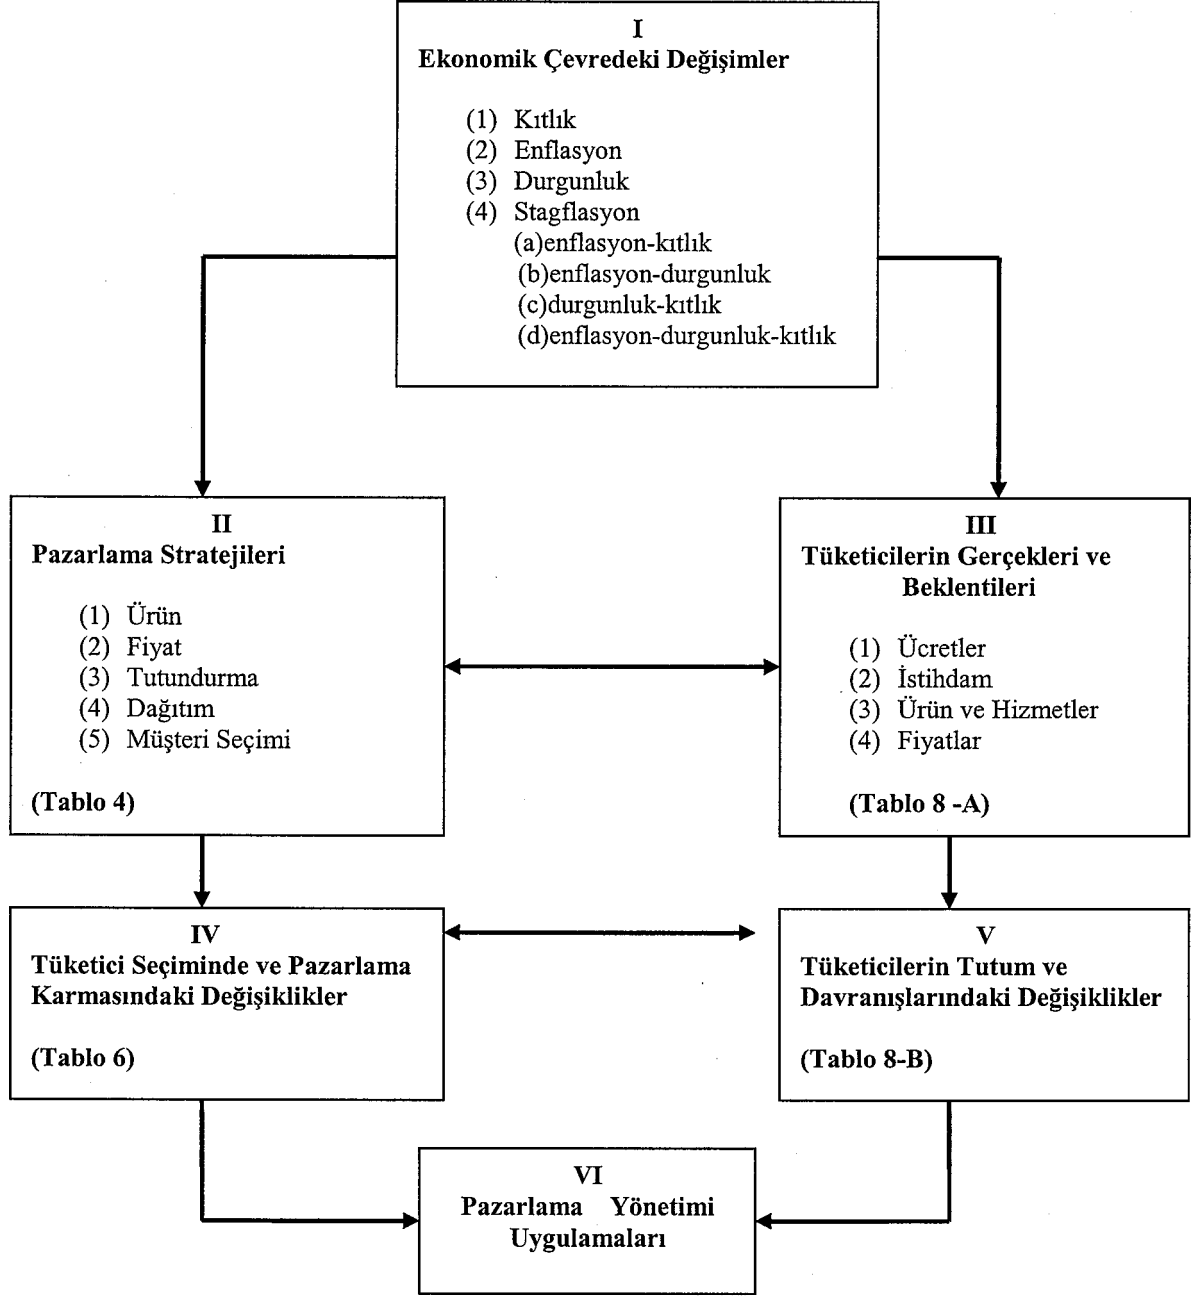 I
Ekonomik Çevredeki Değişimler
(1) Kıtlık
(2) Enflasyon
(3) Durgunluk
(4) Stagflasyon
(a)enflasyon-kıtlık
(b)enflasyon-durgunluk
(c)durgunluk-kıtlık
(d)enflasyon-durgunluk-kıtlık
II
Pazarlama Stratejileri
(1) Ürün
(2) Fiyat
(3) Tutundurma
(4) Dağıtım
(5) Müşteri Seçimi
(Tablo 4)
III
Tüketicilerin Gerçekleri ve
Beklentileri
(1) Ücretler
(2) İstihdam
(3) Ürün ve Hizmetler
(4) Fiyatlar
(Tablo 8 -A)
IV
Tüketici Seçiminde ve Pazarlama
Karmasındaki Değişiklikler
(Tablo 6)
V
Tüketicilerin Tutum ve
Davranışlarındaki Değişiklikler
(Tablo 8-B)
VI
Pazarlama Yönetimi
Uygulamaları